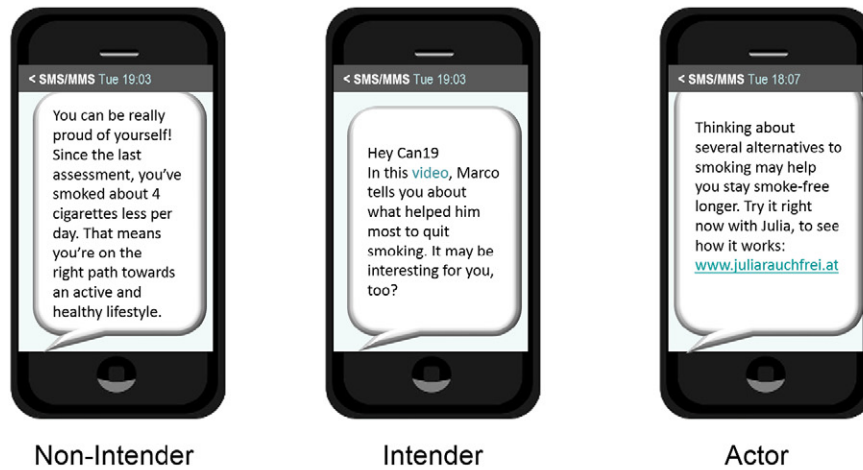 < SMS/MMS Tue 19:03
You can be really
proud of yourself!
Since the last
assessment, you've
smoked about 4
cigarettes less per
day. That means
you're on the
right path towards
an active and
healthy lifestyle.
Non-Intender
< SMS/MMS Tue 19:03
Hey Can19
In this video, Marco
tells you about
what helped him
most to quit
smoking. It may be
interesting for you,
too?
Intender
< SMS/MMS Tue 18:07
Thinking about
several alternatives to
smoking may help
you stay smoke-free
longer. Try it right
now with Julia, to see
how it works:
www.juliarauchfrei.at
Actor